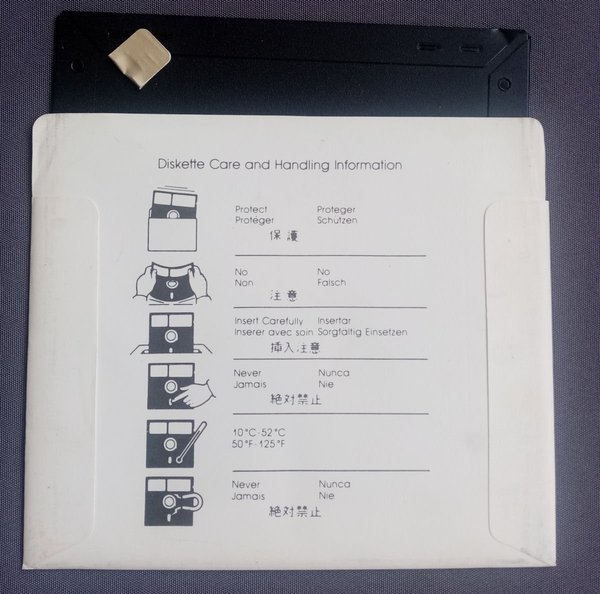 Diskette Care and Handling Information
Protect Proteger
Protéger Schützen
保護
No No
Non Falsch
注意
Insert Carefully Insertar
Inserer avec soin Sorgfältig Einsetzen
挿入注意
Never Nunca
Jamais Nie
絶対禁止
10°C-52°C
50°F-125°F
Never Nunca
Jamais Nie
絶対禁止